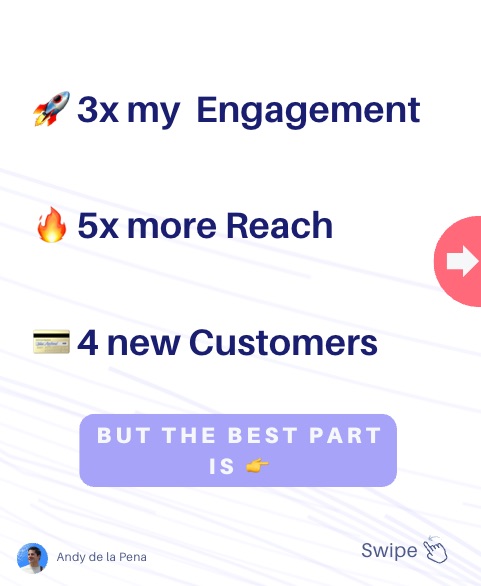 🚀 3x my  Engagement
🔥 5x more Reach
💳 4 new Customers
BUT THE BEST PART
IS 👉
Andy de la Pena
Swipe